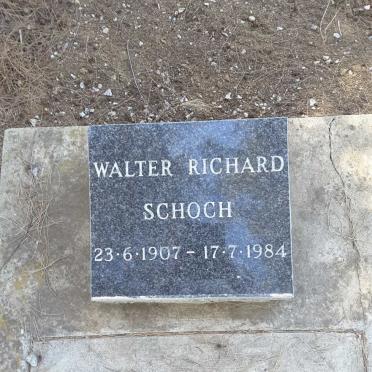 WALTER RICHARD
SCHOCH
23·6·1907 - 17·7·1984